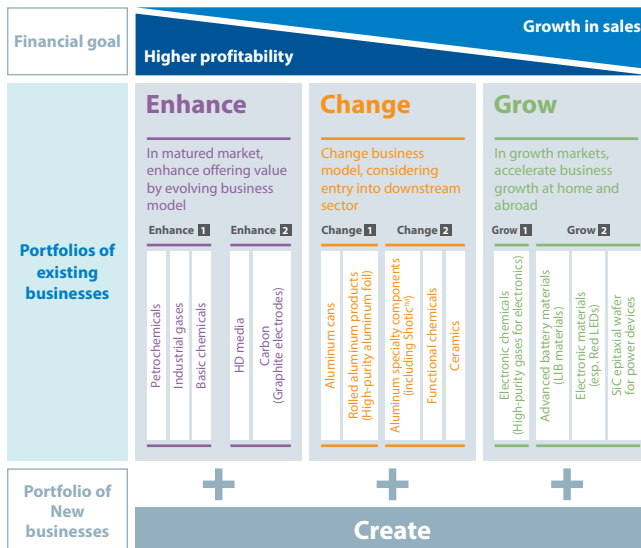 Financial goal
Growth in sales
Higher profitability
Portfolios of
existing
businesses
Enhance
In matured market,
enhance offering value
by evolving business
model
Enhance 1
Enhance 2
Petrochemicals
Industrial gases
Basic chemicals
HD media
Carbon
(Graphite electrodes)
Change
Change business
model, considering
entry into downstream
sector
Change 1
Change 2
Aluminum cans
Rolled aluminum products
(High-purity aluminum foil)
Aluminum specialty components
(including Shotic™)
Functional chemicals
Ceramics
Grow
In growth markets,
accelerate business
growth at home and
abroad
Grow 1
Grow 2
Electronic chemicals
(High-purity gases for electronics)
Advanced battery materials
(LIB materials)
Electronic materials
(esp. Red LEDs)
SiC epitaxial wafer
for power devices
Portfolio of
New
businesses
+
+
+
Create